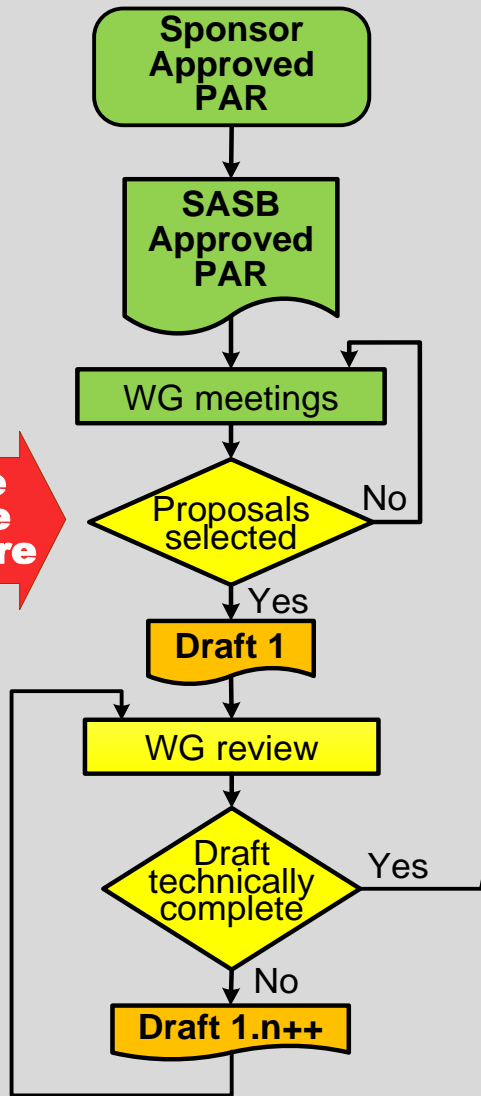 Sponsor
Approved
PAR
SASB
Approved
PAR
WG meetings
Proposals
selected
No
Yes
Draft 1
WG review
Draft
technically
complete
Yes
No
Draft 1.n++